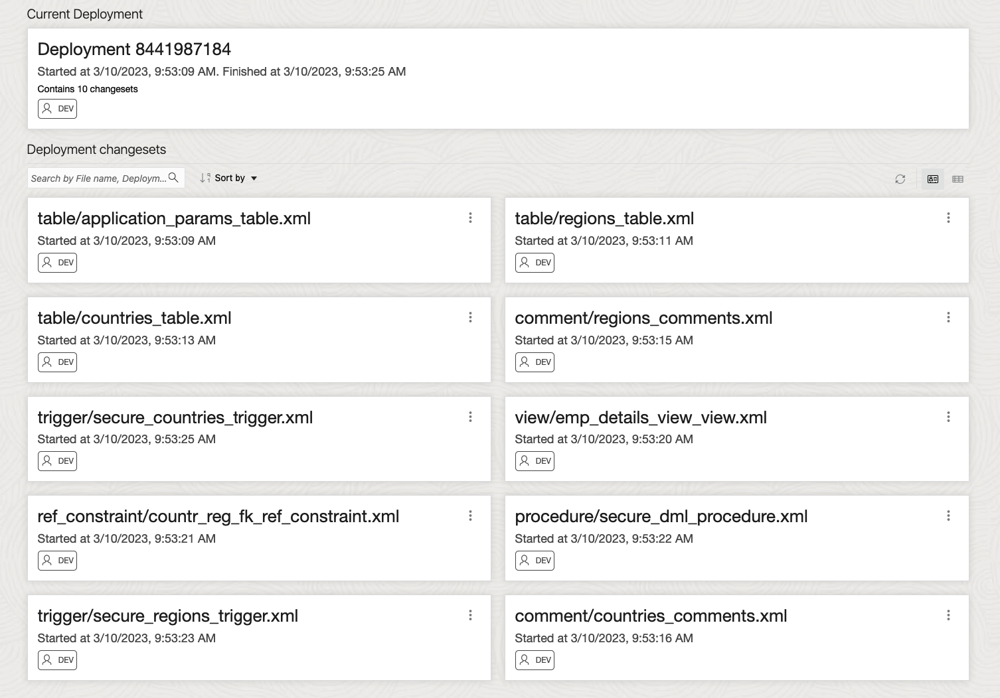 Current Deployment
Deployment 8441987184
Started at 3/10/2023, 9:53:09 AM. Finished at 3/10/2023, 9:53:25 AM
Contains 10 changesets
DEV
Deployment changesets
Search by File name, Deploym...
Sort by
table/application_params_table.xml
Started at 3/10/2023, 9:53:09 AM
DEV
table/regions_table.xml
Started at 3/10/2023, 9:53:11 AM
DEV
table/countries_table.xml
Started at 3/10/2023, 9:53:13 AM
DEV
comment/regions_comments.xml
Started at 3/10/2023, 9:53:15 AM
DEV
trigger/secure_countries_trigger.xml
Started at 3/10/2023, 9:53:25 AM
DEV
view/emp_details_view_view.xml
Started at 3/10/2023, 9:53:20 AM
DEV
ref_constraint/countr_reg_fk_ref_constraint.xml
Started at 3/10/2023, 9:53:21 AM
DEV
procedure/secure_dml_procedure.xml
Started at 3/10/2023, 9:53:22 AM
DEV
trigger/secure_regions_trigger.xml
Started at 3/10/2023, 9:53:23 AM
DEV
comment/countries_comments.xml
Started at 3/10/2023, 9:53:16 AM
DEV